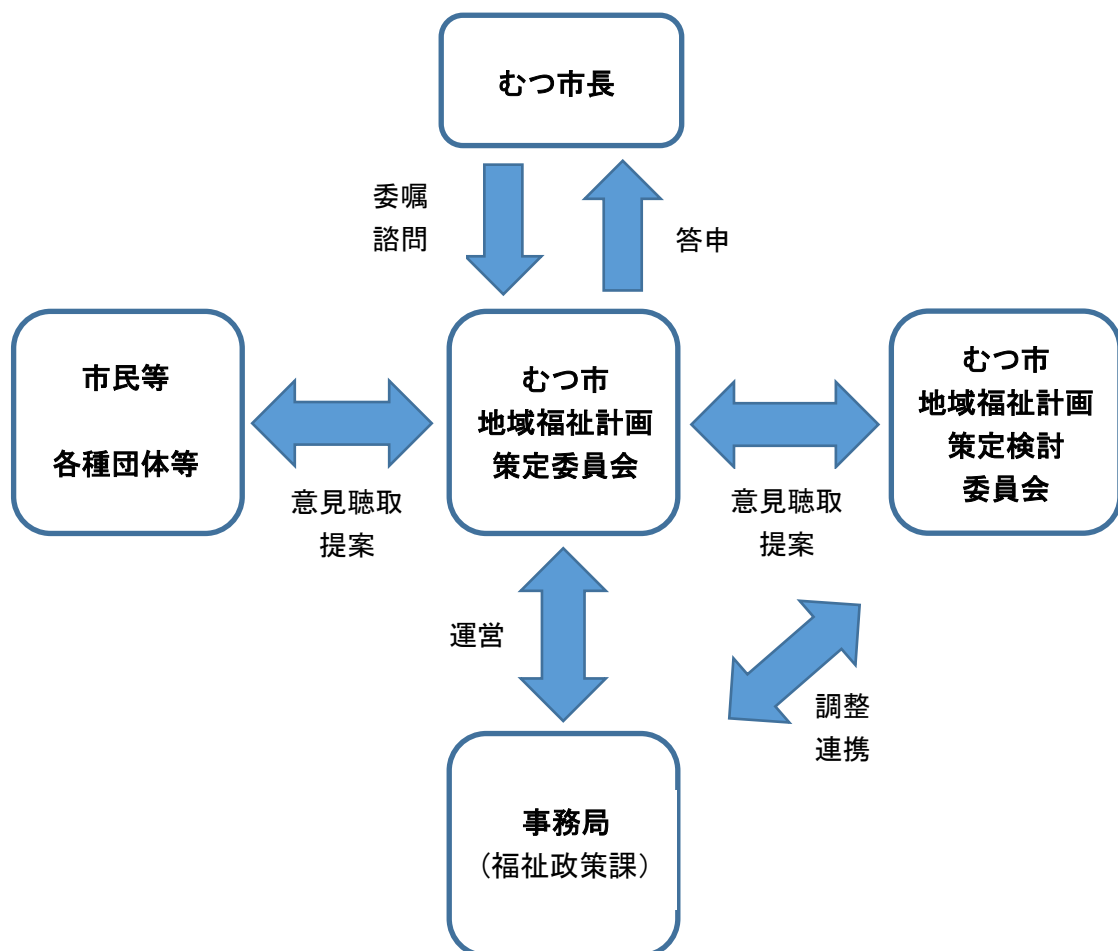 むつ市長
委嘱
諮問
答申
市民等
各種団体等
意見聴取
提案
むつ市
地域福祉計画
策定委員会
意見聴取
提案
むつ市
地域福祉計画
策定検討
委員会
運営
調整
連携
事務局
（福祉政策課）